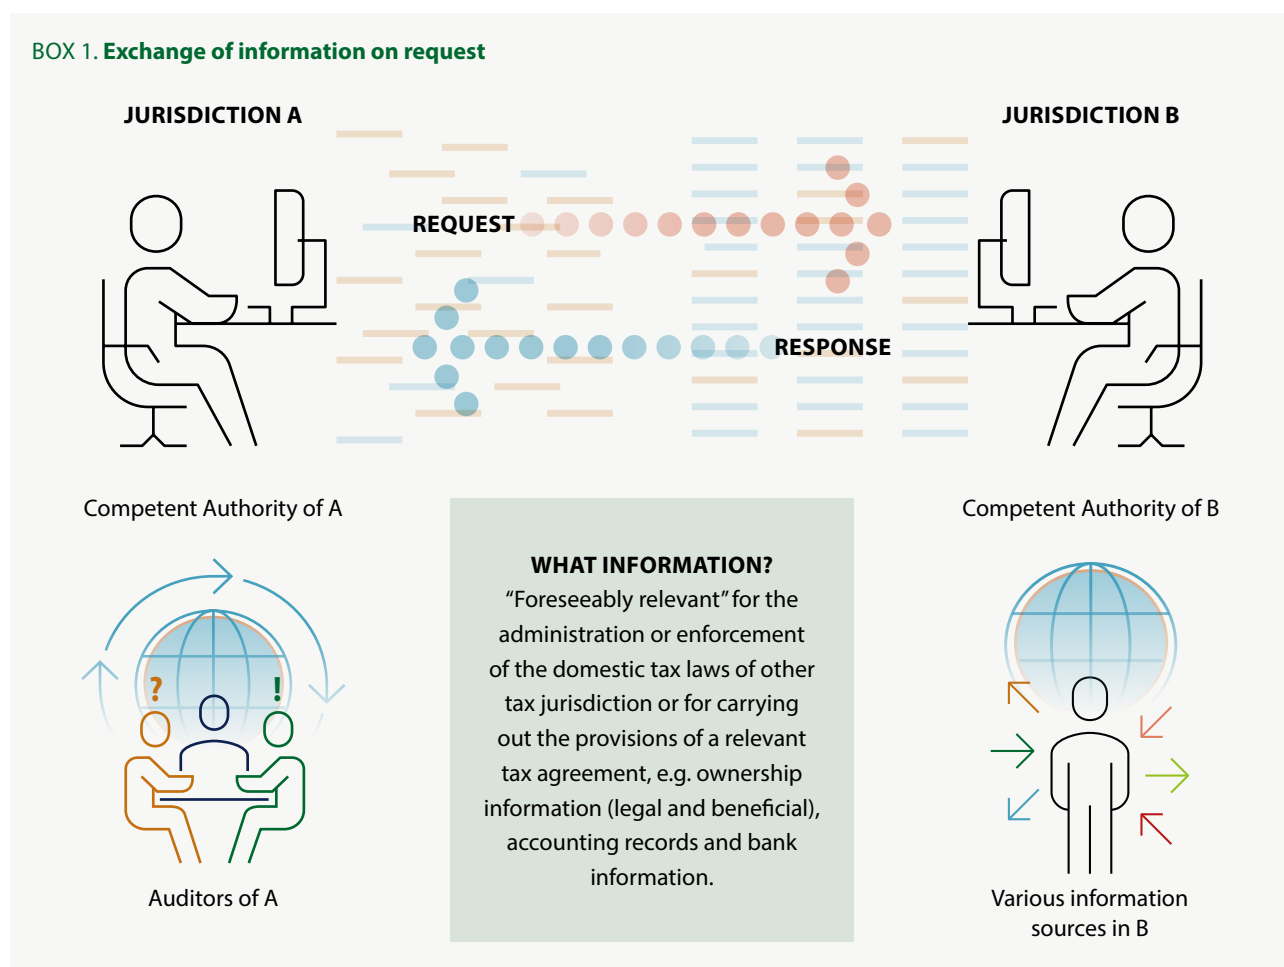 BOX 1. Exchange of information on request
JURISDICTION A
JURISDICTION B
REQUEST
RESPONSE
Competent Authority of A
Competent Authority of B
WHAT INFORMATION?
“Foreseeably relevant” for the
administration or enforcement
of the domestic tax laws of other
tax jurisdiction or for carrying
out the provisions of a relevant
tax agreement, e.g. ownership
information (legal and beneficial),
accounting records and bank
information.
?
!
Auditors of A
Various information
sources in B